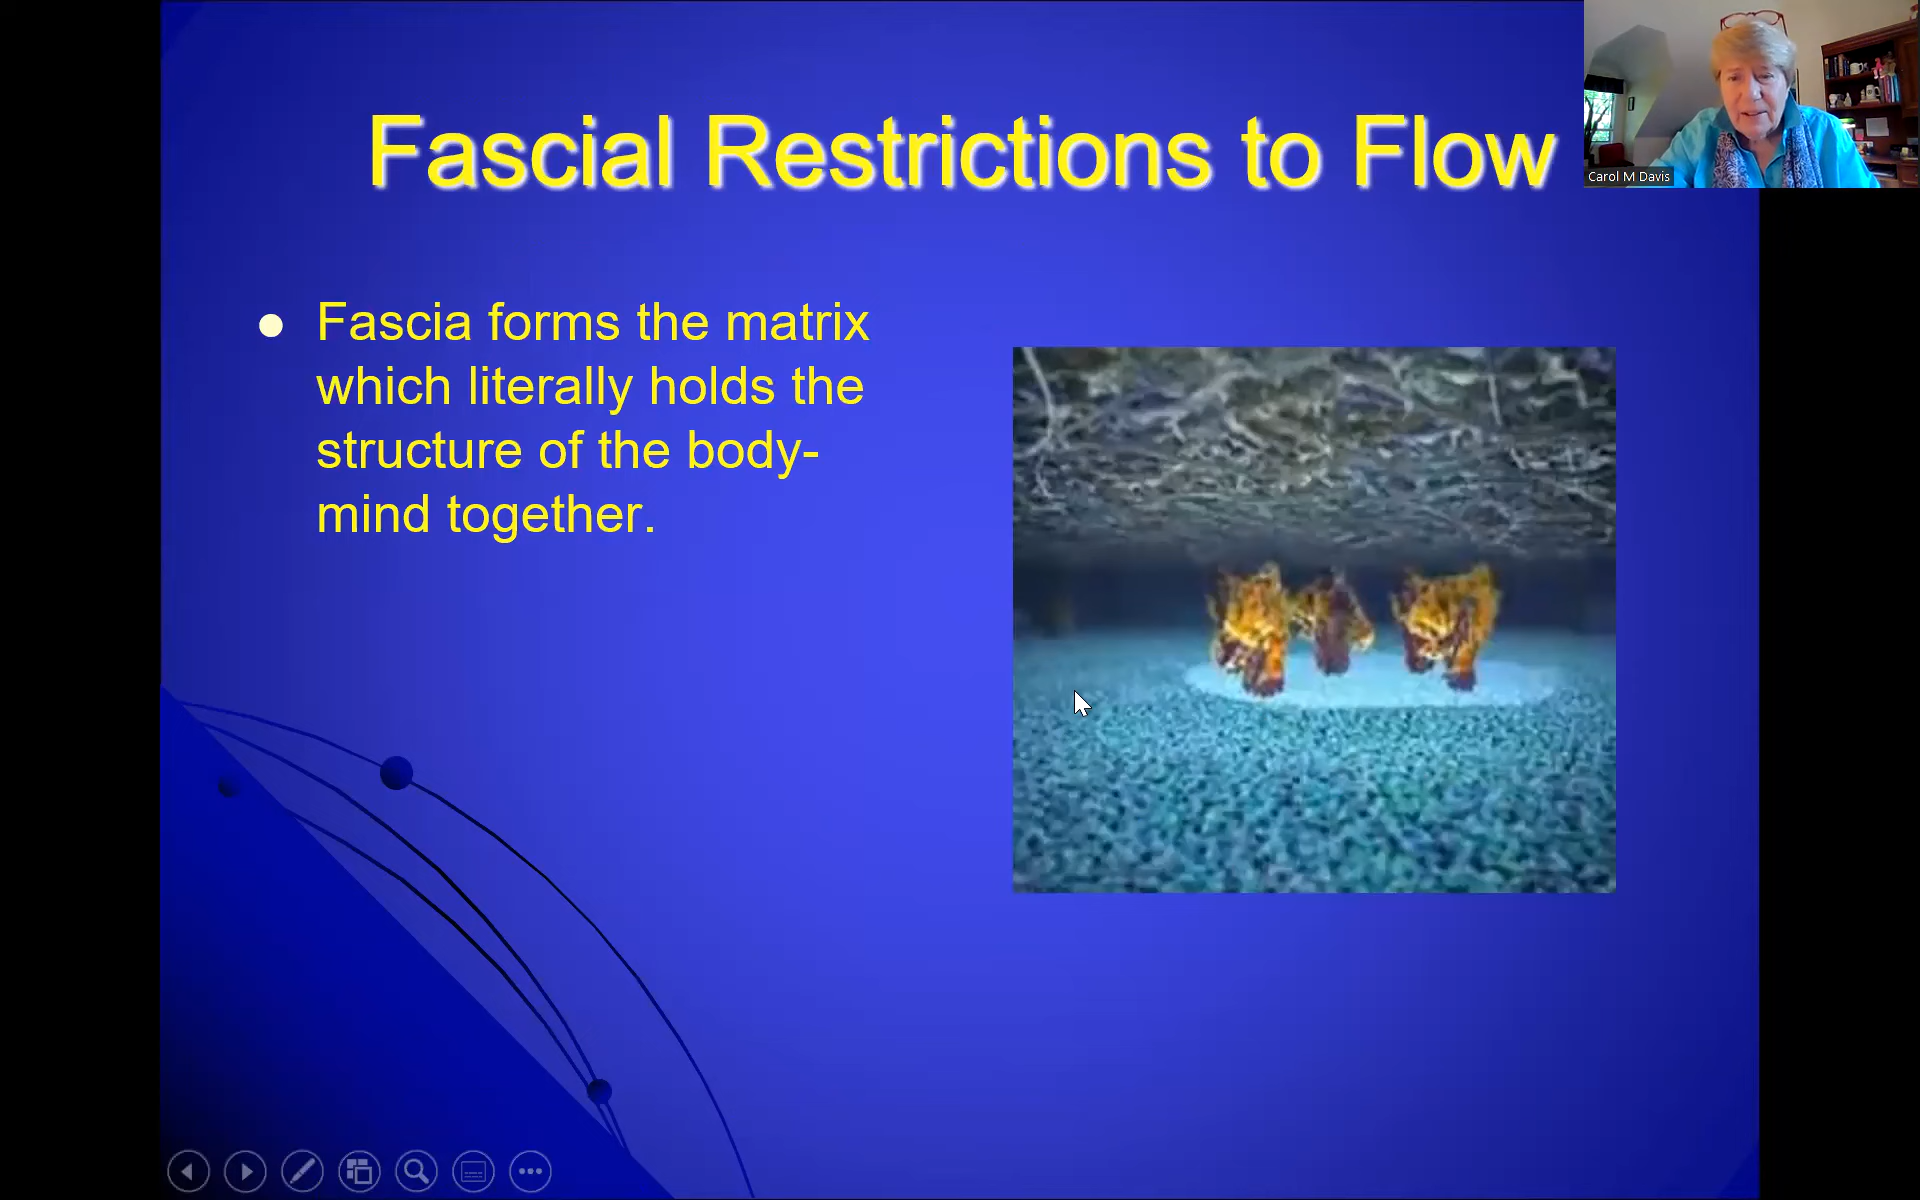 Fascial Restrictions to Flow
Carol M Davis
Fascia forms the matrix
which literally holds the
structure of the body-
mind together.